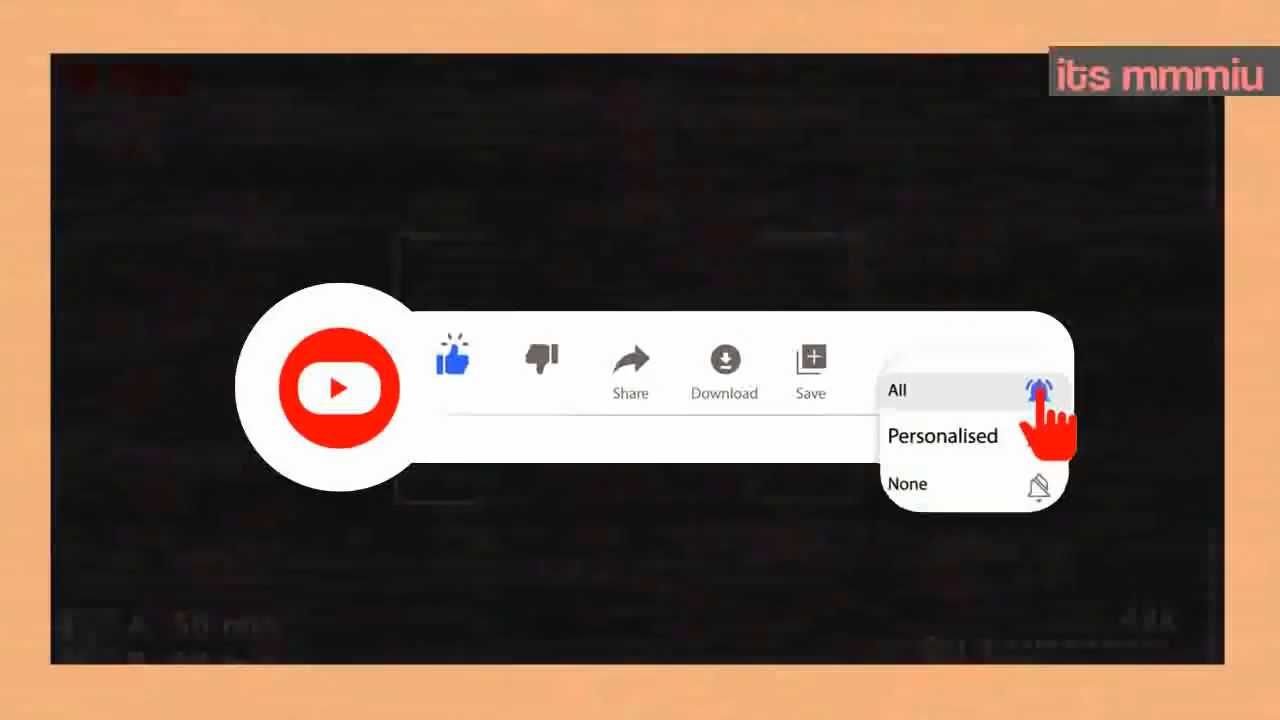 its mmmiu
Share Download Save
All
Personalised
None